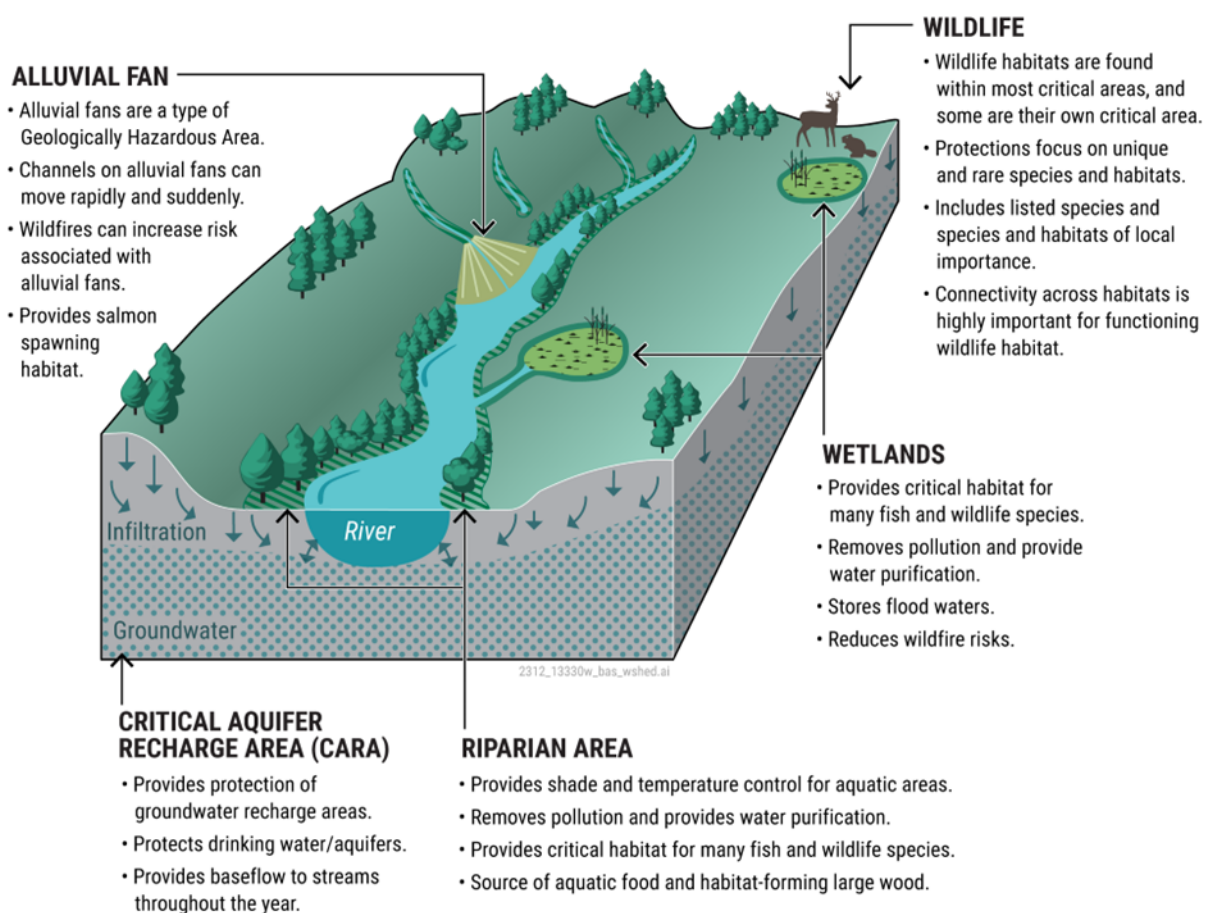 ALLUVIAL FAN
• Alluvial fans are a type of
Geologically Hazardous Area.
• Channels on alluvial fans can
move rapidly and suddenly.
• Wildfires can increase risk
associated with
alluvial fans.
• Provides salmon
spawning
habitat.
WILDLIFE
• Wildlife habitats are found
within most critical areas, and
some are their own critical area.
• Protections focus on unique
and rare species and habitats.
• Includes listed species and
species and habitats of local
importance.
• Connectivity across habitats is
highly important for functioning
wildlife habitat.
WETLANDS
• Provides critical habitat for
many fish and wildlife species.
• Removes pollution and provide
water purification.
• Stores flood waters.
• Reduces wildfire risks.
Infiltration
River
Groundwater
2312_13330w_bas_wshed.ai
CRITICAL AQUIFER
RECHARGE AREA (CARA)
• Provides protection of
groundwater recharge areas.
• Protects drinking water/aquifers.
• Provides baseflow to streams
throughout the year.
RIPARIAN AREA
• Provides shade and temperature control for aquatic areas.
• Removes pollution and provides water purification.
• Provides critical habitat for many fish and wildlife species.
• Source of aquatic food and habitat-forming large wood.